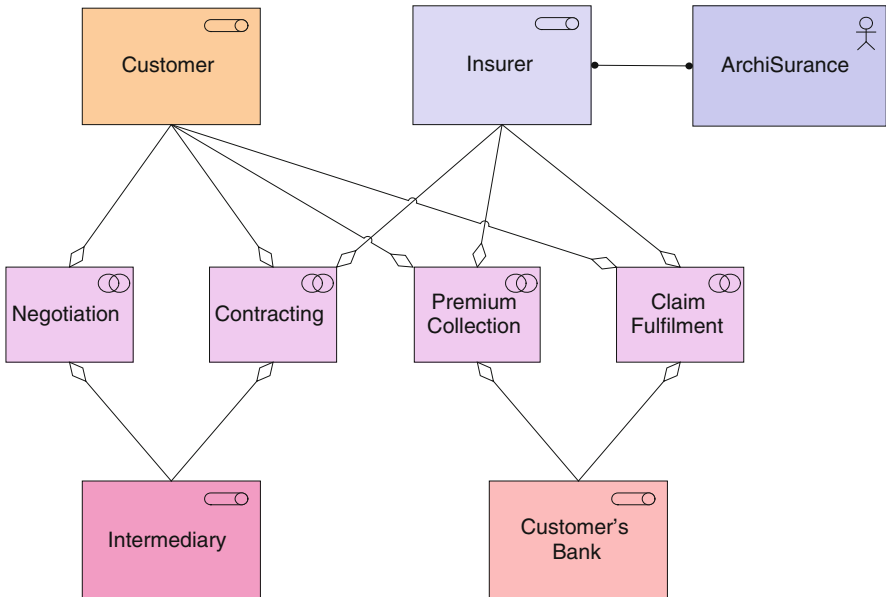 Customer
Insurer
ArchiSurance
Negotiation
Contracting
Premium
Collection
Claim
Fulfilment
Intermediary
Customer's
Bank